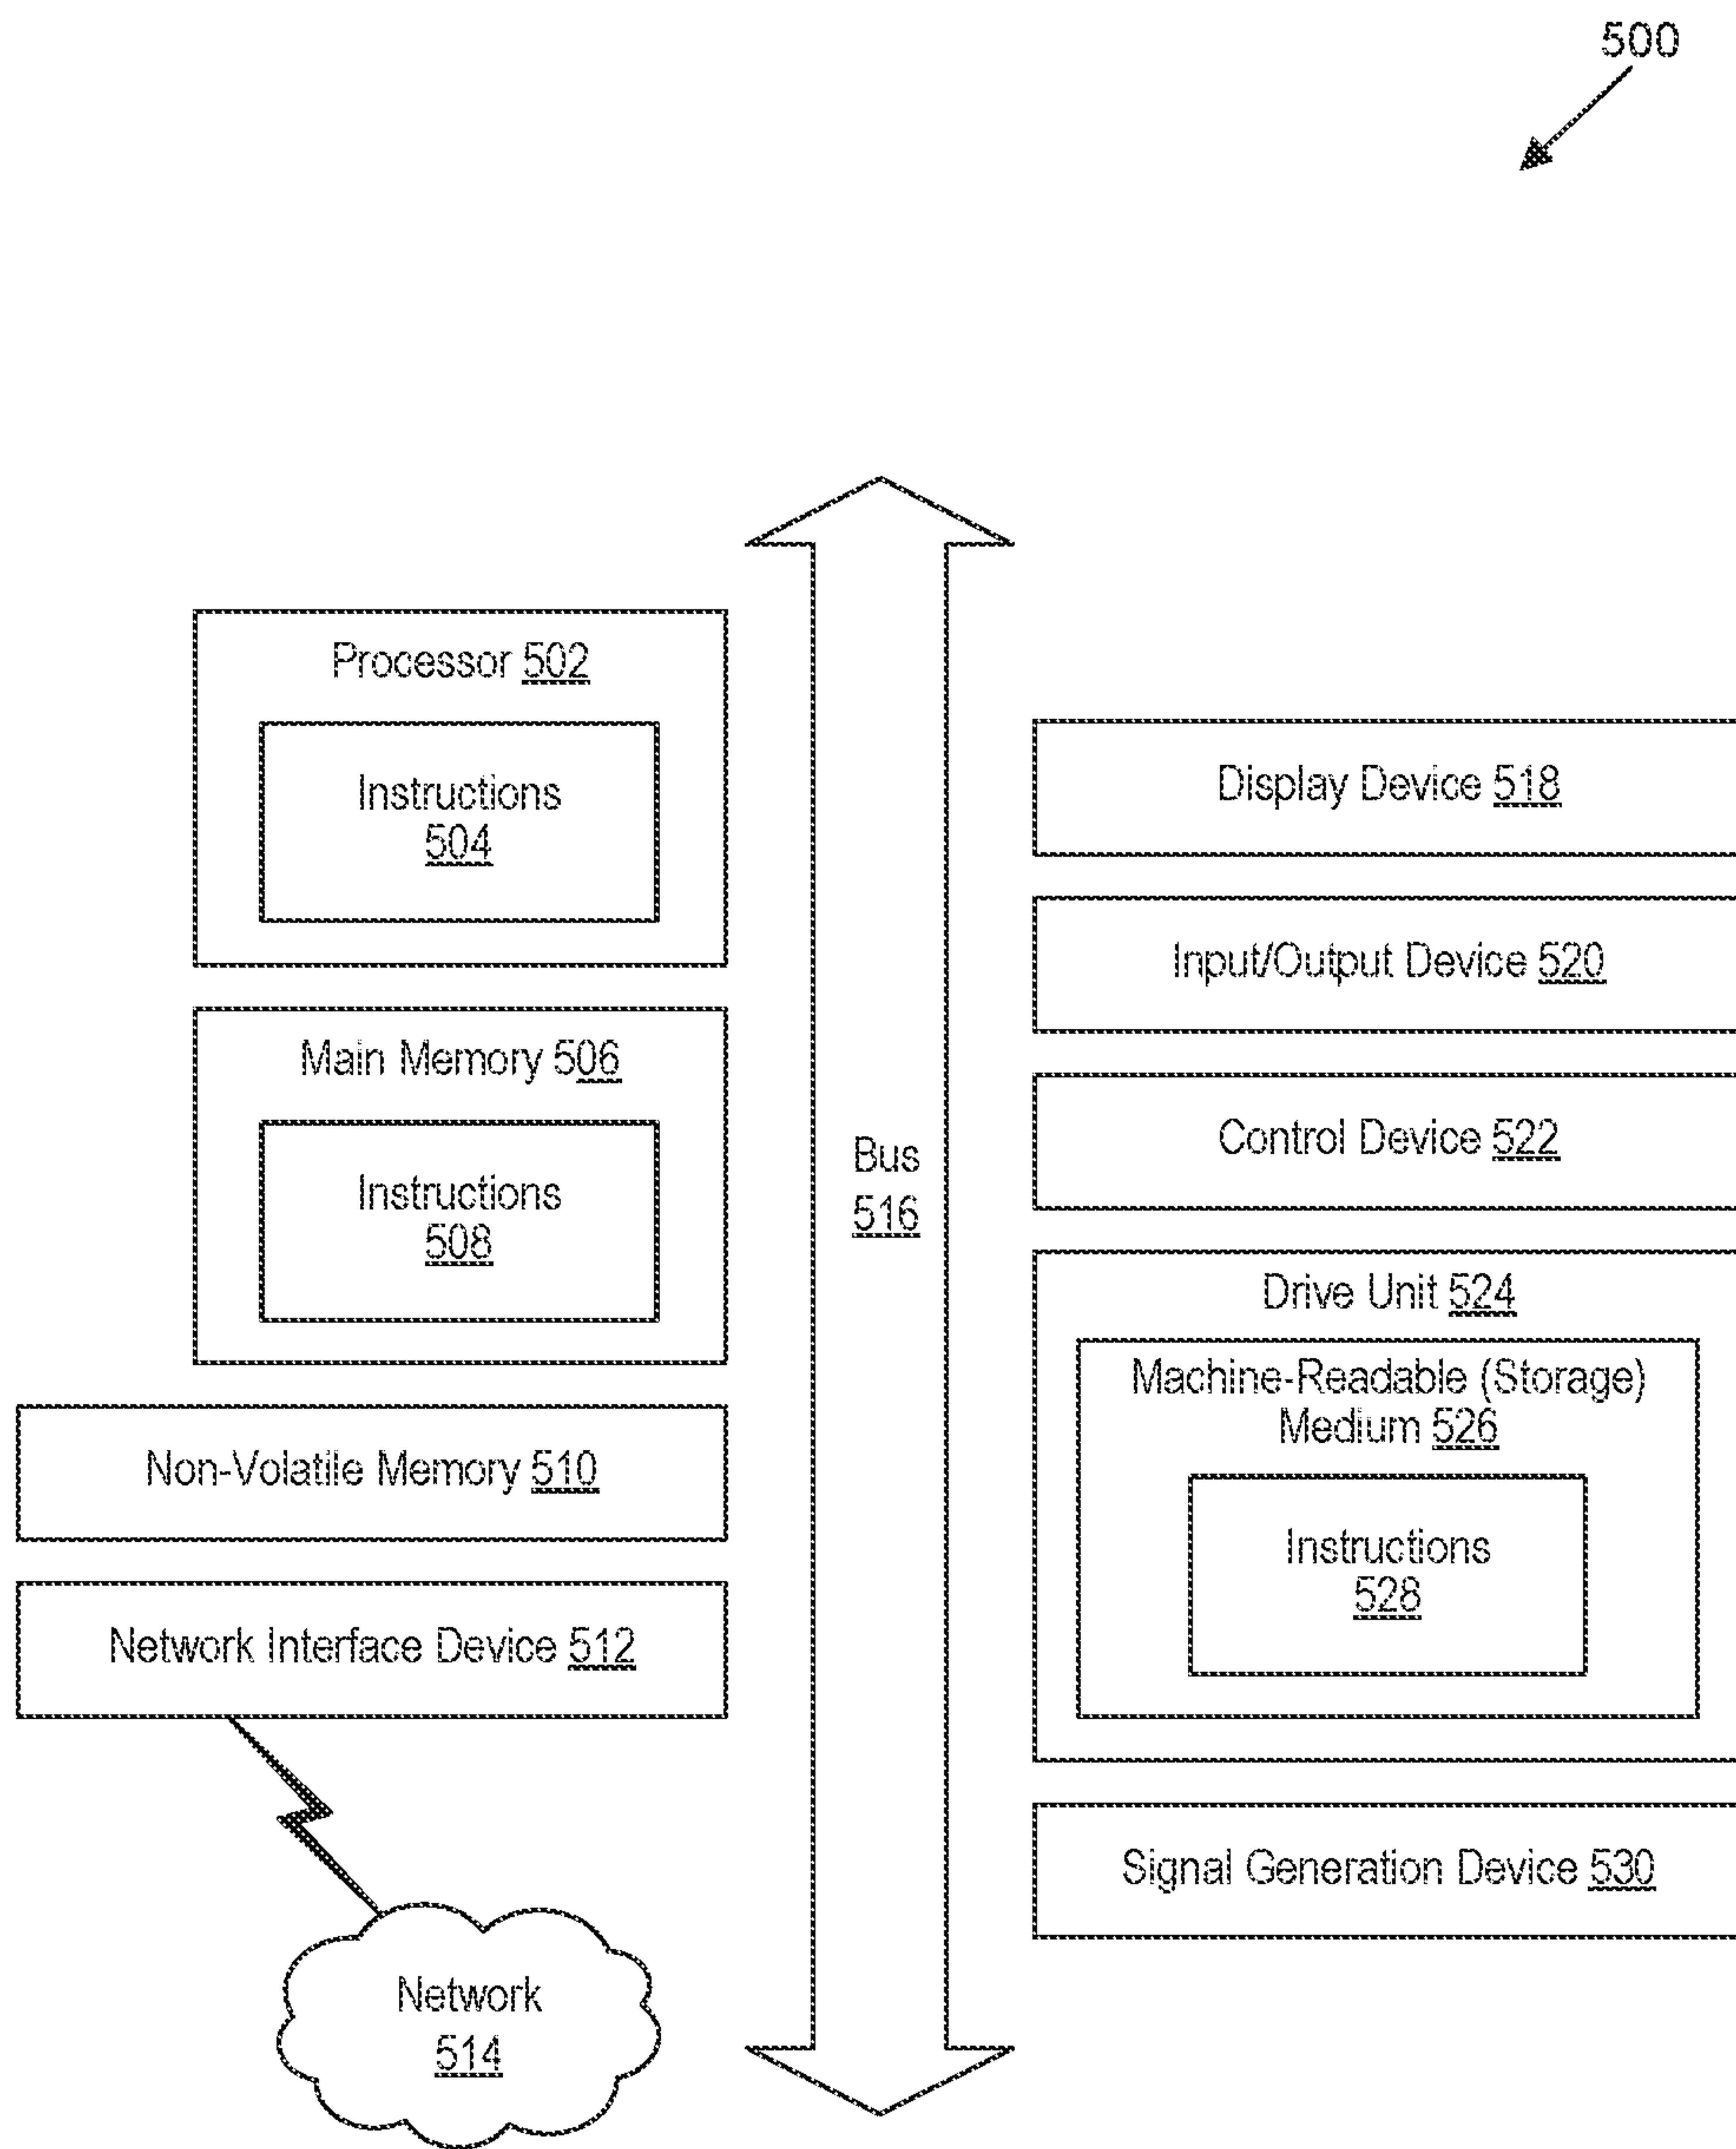 500
Processor 502
Instructions
504
Main Memory 506
Instructions
508
Non-Volatile Memory 510
Network Interface Device 512
Network
514
Bus
516
Display Device 518
Input/Output Device 520
Control Device 522
Drive Unit 524
Machine-Readable (Storage)
Medium 526
Instructions
528
Signal Generation Device 530